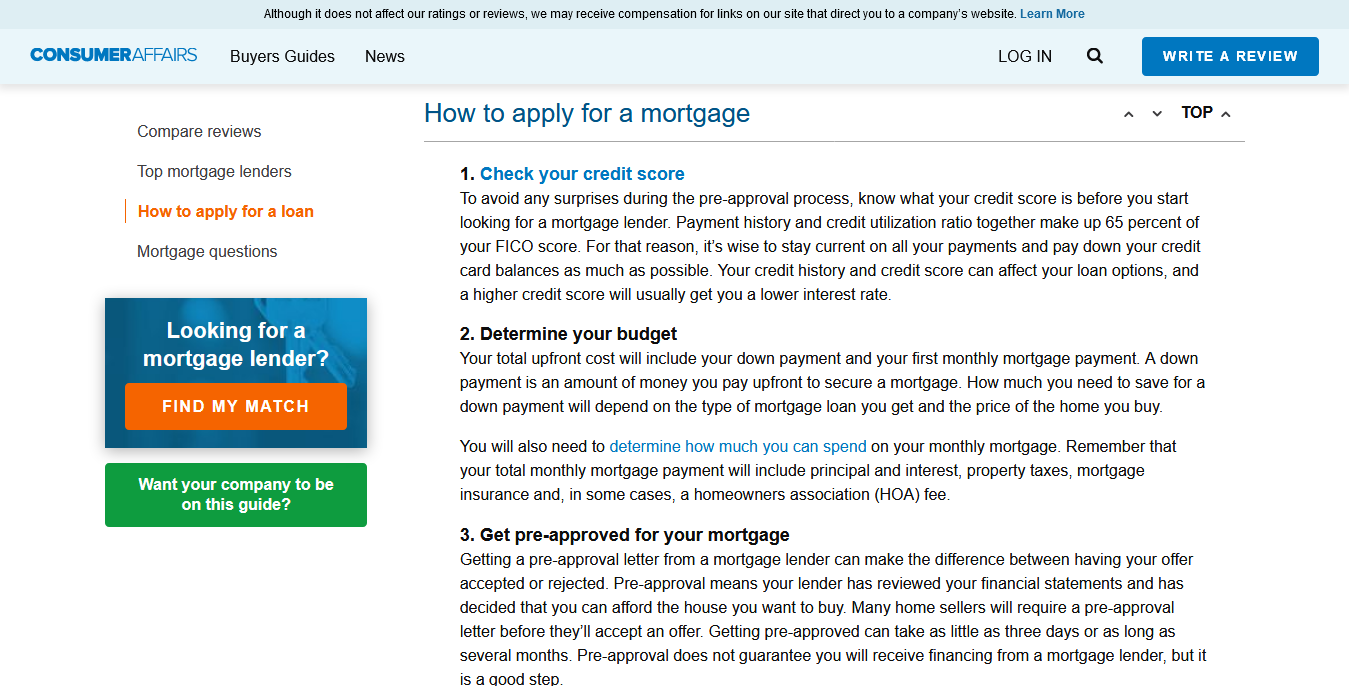 Although it does not affect our ratings or reviews, we may receive compensation for links on our site that direct you to a company's website. Learn More
CONSUMERAFFAIRS Buyers Guides News LOG IN WRITE A REVIEW
Compare reviews
Top mortgage lenders
How to apply for a loan
Mortgage questions
Looking for a
mortgage lender?
FIND MY MATCH
Want your company to be
on this guide?
How to apply for a mortgage TOP
1. Check your credit score
To avoid any surprises during the pre-approval process, know what your credit score is before you start
looking for a mortgage lender. Payment history and credit utilization ratio together make up 65 percent of
your FICO score. For that reason, it's wise to stay current on all your payments and pay down your credit
card balances as much as possible. Your credit history and credit score can affect your loan options, and
a higher credit score will usually get you a lower interest rate.
2. Determine your budget
Your total upfront cost will include your down payment and your first monthly mortgage payment. A down
payment is an amount of money you pay upfront to secure a mortgage. How much you need to save for a
down payment will depend on the type of mortgage loan you get and the price of the home you buy.
You will also need to determine how much you can spend on your monthly mortgage. Remember that
your total monthly mortgage payment will include principal and interest, property taxes, mortgage
insurance and, in some cases, a homeowners association (HOA) fee.
3. Get pre-approved for your mortgage
Getting a pre-approval letter from a mortgage lender can make the difference between having your offer
accepted or rejected. Pre-approval means your lender has reviewed your financial statements and has
decided that you can afford the house you want to buy. Many home sellers will require a pre-approval
letter before they'll accept an offer. Getting pre-approved can take as little as three days or as long as
several months. Pre-approval does not guarantee you will receive financing from a mortgage lender, but it
is a good step.